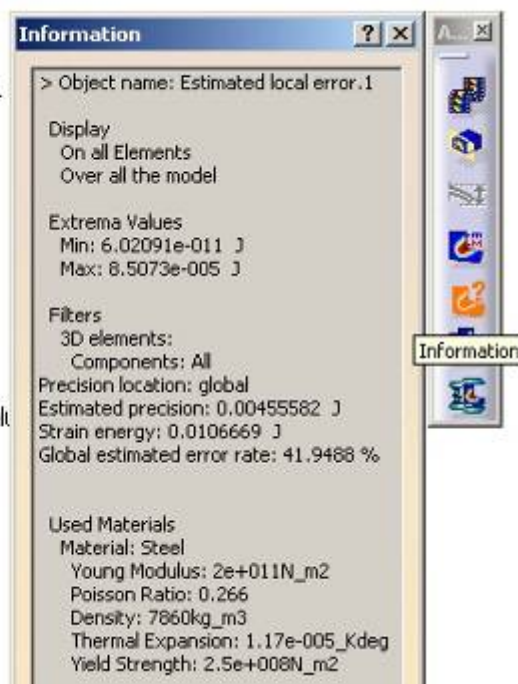 Information
A...
> Object name: Estimated local error.1
Display
On all Elements
Over all the model
Extrema Values
Min: 6.02091e-011 J
Max: 8.5073e-005 J
Filters
3D elements:
Components: All
Information
Precision location: global
Estimated precision: 0.00455582 J
Strain energy: 0.0106669 J
Global estimated error rate: 41.9488 %
Used Materials
Material: Steel
Young Modulus: 2e+011N_m2
Poisson Ratio: 0.266
Density: 7860kg_m3
Thermal Expansion: 1.17e-005_Kdeg
Yield Strength: 2.5e+008N_m2